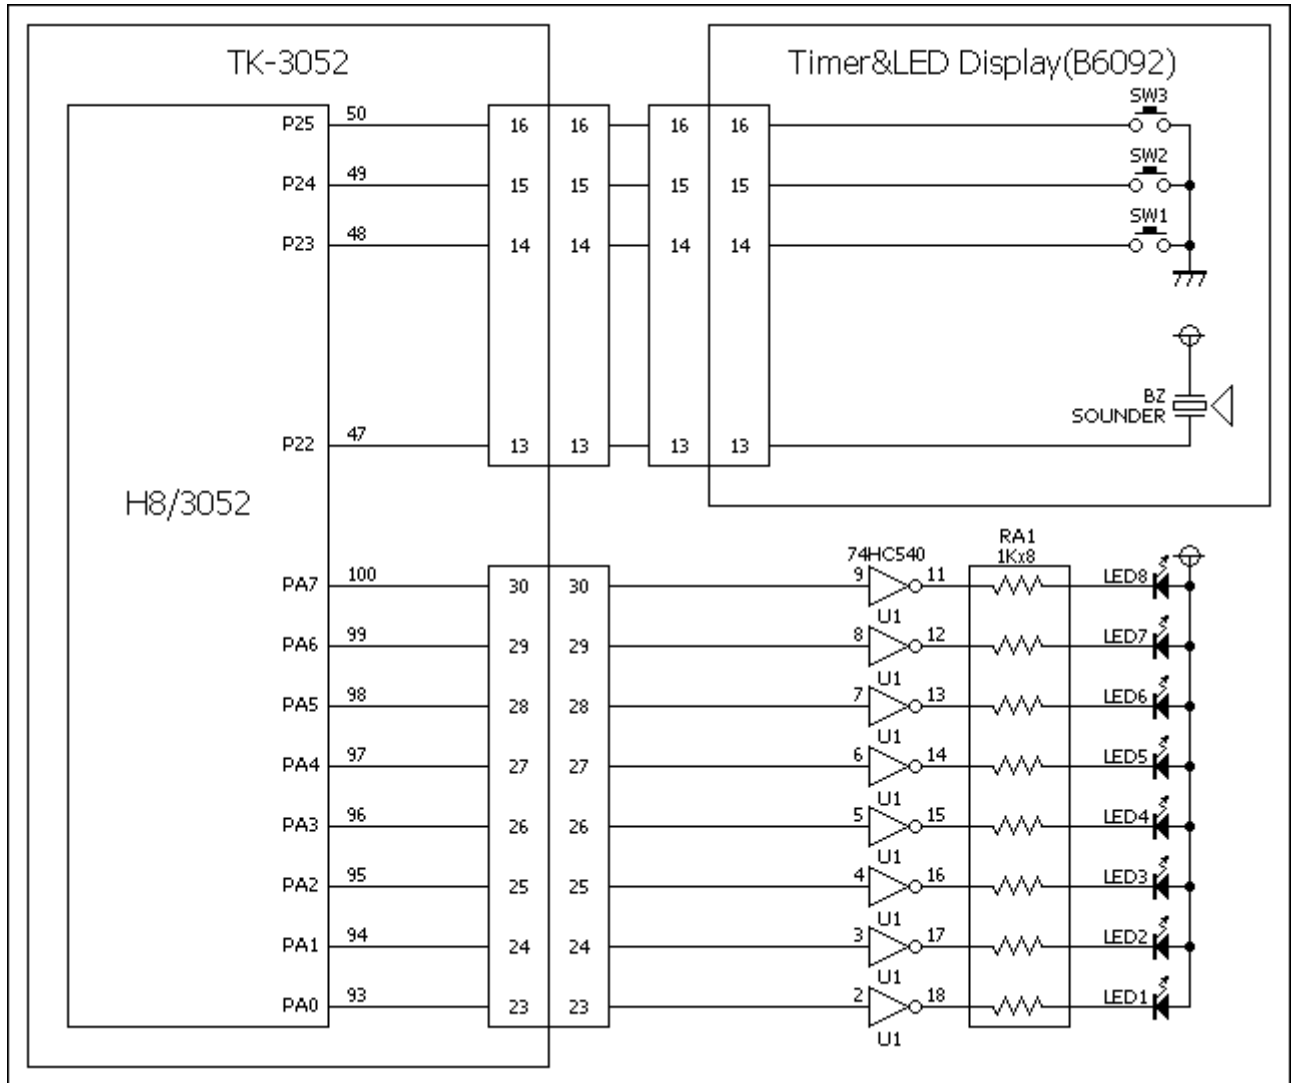 TK-3052
Timer&LED Display(B6092)
SW3
P25 50 16 16 16 16
SW2
P24 49 15 15 15 15
SW1
P23 48 14 14 14 14
BZ
SOUNDER
P22 47 13 13 13 13
H8/3052
RA1
74HC540 1Kx8
PA7 100 30 30 9 11 LED8
U1
PA6 99 29 29 8 12 LED7
U1
PA5 98 28 28 7 13 LED6
U1
PA4 97 27 27 6 14 LED5
U1
PA3 96 26 26 5 15 LED4
U1
PA2 95 25 25 4 16 LED3
U1
PA1 94 24 24 3 17 LED2
U1
PA0 93 23 23 2 18 LED1
U1